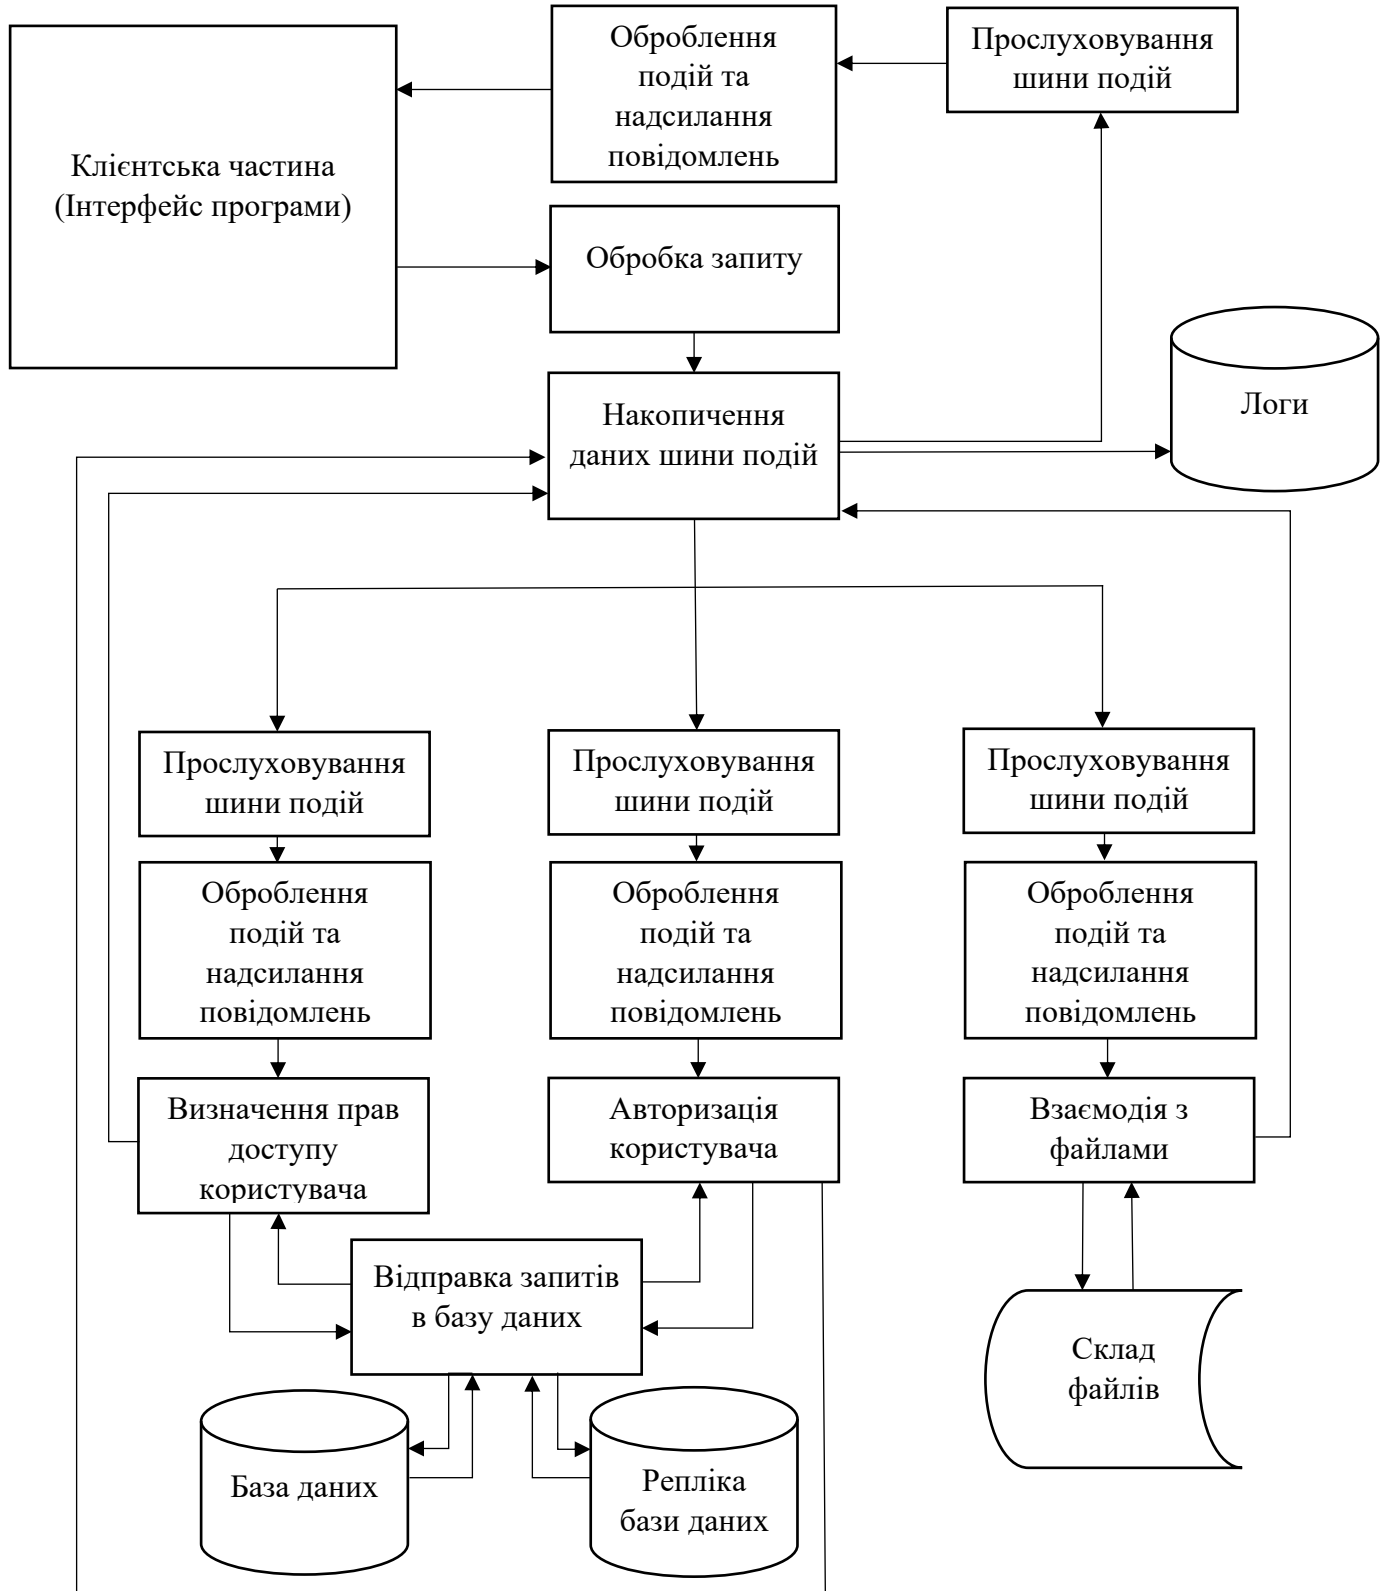 Оброблення
подій та
надсилання
повідомлень
Прослуховування
шини подій
Клієнтська частина
(Інтерфейс програми)
Обробка запиту
Накопичення
даних шини подій
Логи
Прослуховування
шини подій
Прослуховування
шини подій
Прослуховування
шини подій
Оброблення
подій та
надсилання
повідомлень
Оброблення
подій та
надсилання
повідомлень
Оброблення
подій та
надсилання
повідомлень
Визначення прав
доступу
користувача
Авторизація
користувача
Взаємодія з
файлами
Відправка запитів
в базу даних
Склад
файлів
База даних
Репліка
бази даних